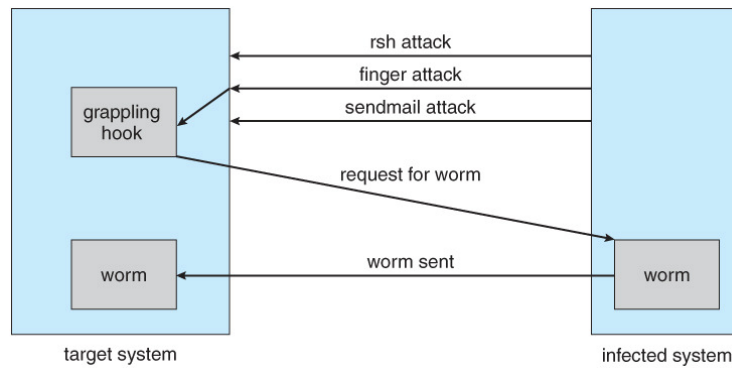 rsh attack
finger attack
sendmail attack
grappling
hook
request for worm
worm
worm sent
worm
target system
infected system